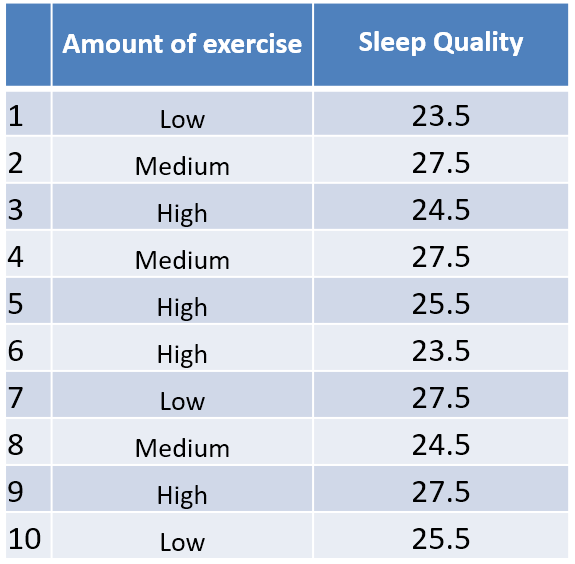 Amount of exercise Sleep Quality
1 Low 23.5
2 Medium 27.5
3 High 24.5
4 Medium 27.5
5 High 25.5
6 High 23.5
7 Low 27.5
8 Medium 24.5
9 High 27.5
10 Low 25.5